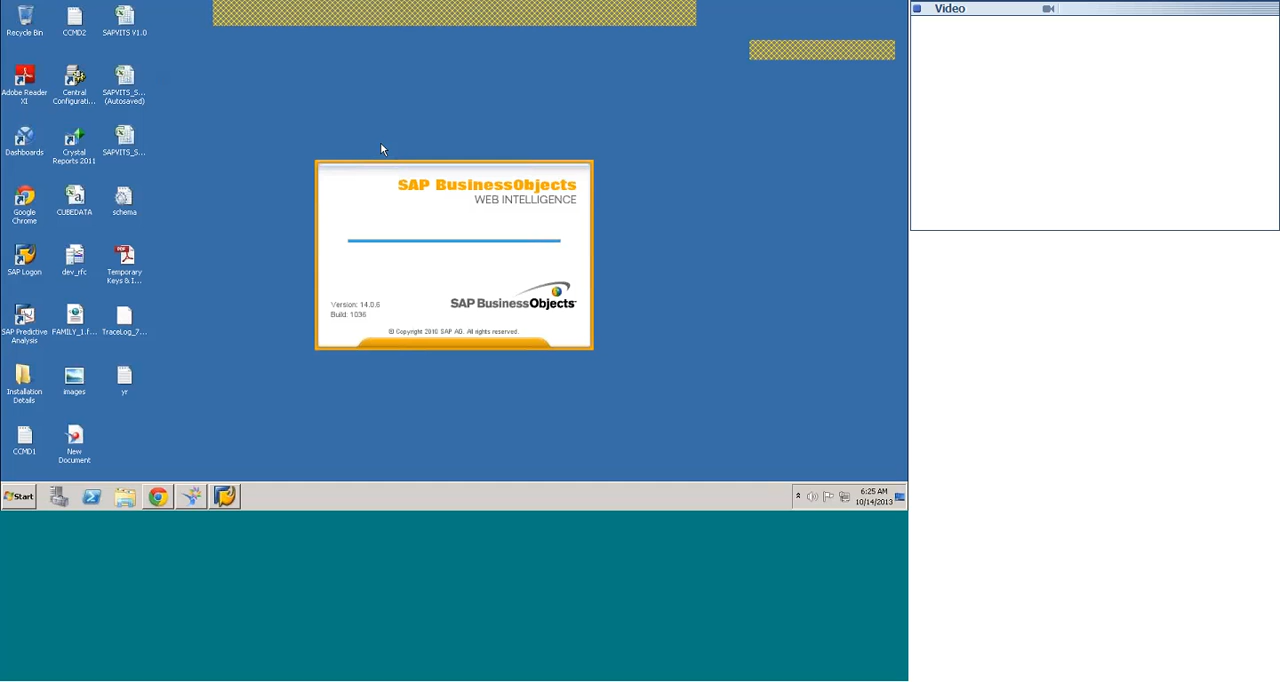 Video
Recycle Bin
CCMD2
SAPVITS V1.0
Adobe Reader
XI
Central
Configurati...
SAPVITS_S...
(Autosaved)
Dashboards
Crystal
Reports 2011
SAPVITS_S...
Google
Chrome
CUBEDATA
schema
SAP Logon
dev_rfc
Temporary
Keys & I...
SAP Predictive
Analysis
FAMILY_1.f...
TraceLog_7...
Installation
Details
images
yr
CCMD1
New
Document
SAP BusinessObjects
WEB INTELLIGENCE
Version: 14.0.6
Build: 1036
SAP BusinessObjects
© Copyright 2010 SAP AG. All rights reserved.
Start
6:25 AM
10/14/2013